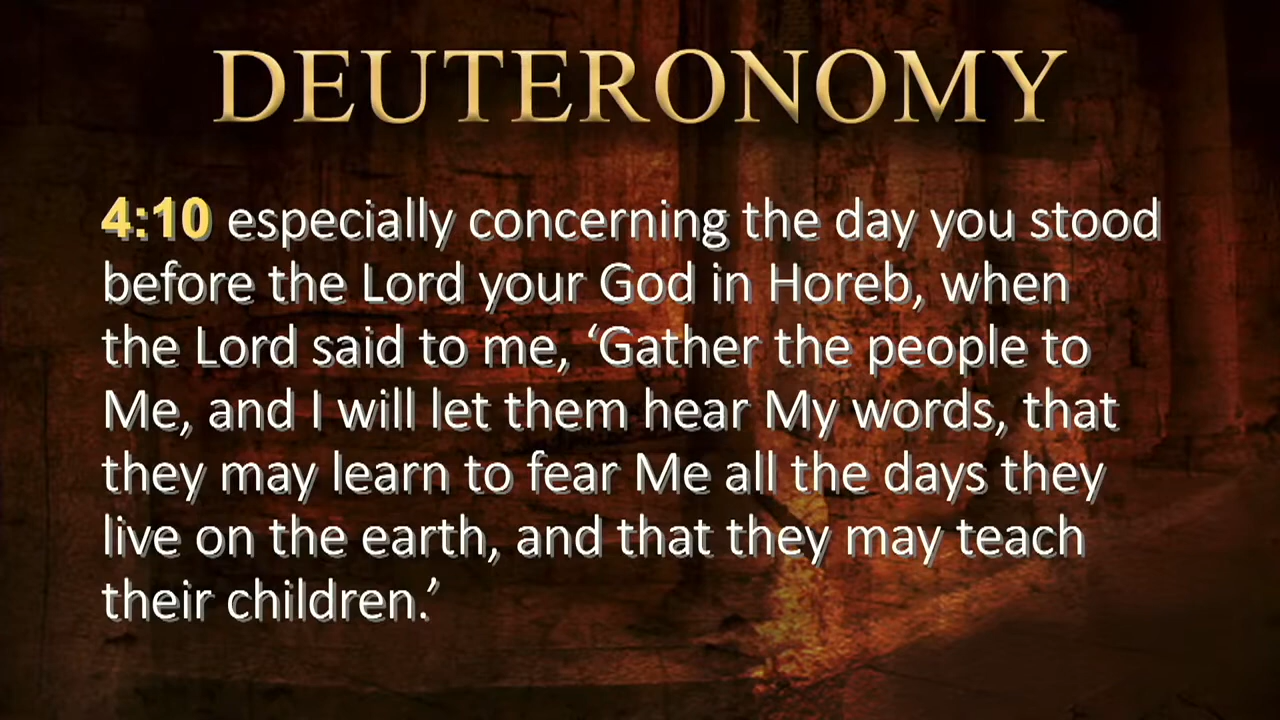 DEUTERONOMY
4:10 especially concerning the day you stood
before the Lord your God in Horeb, when
the Lord said to me, ‘Gather the people to
Me, and I will let them hear My words, that
they may learn to fear Me all the days they
live on the earth, and that they may teach
their children.’